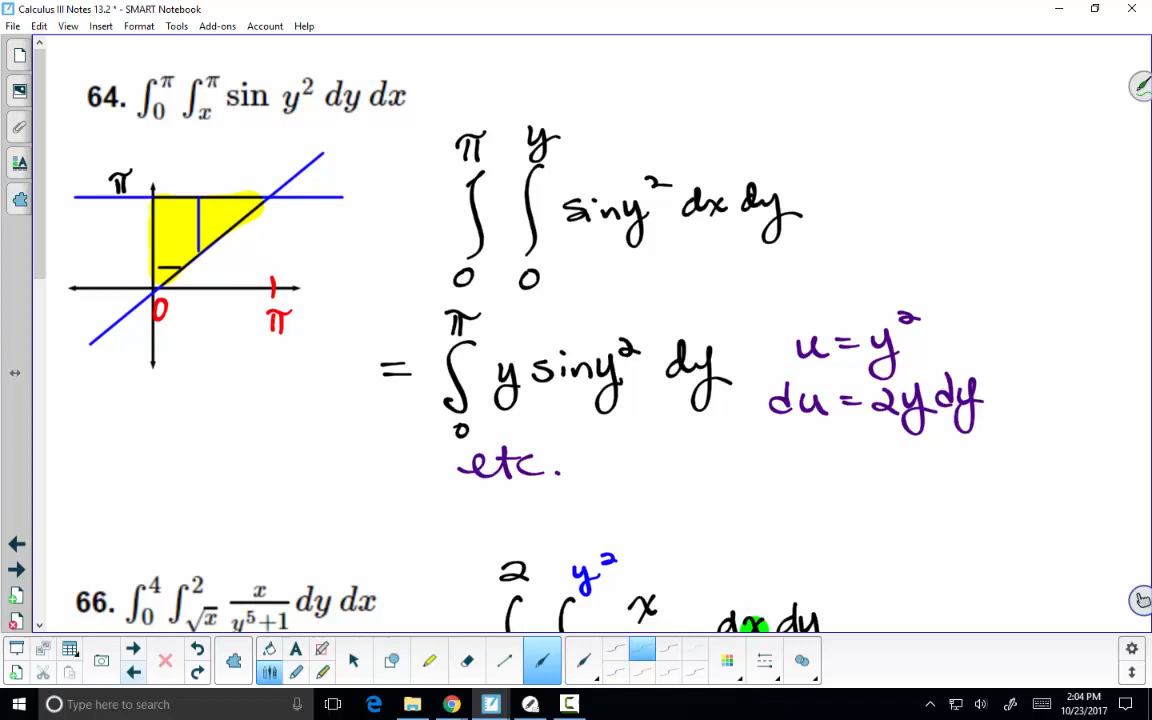 Calculus III Notes 13.2 * - SMART Notebook
File Edit View Insert Format Tools Add-ons Account Help
64. ∫₀^π ∫ₓ^π sin y² dy dx
π
0
π
∫₀^π ∫₀^y sin y² dx dy
= ∫₀^π y sin y² dy
u = y²
du = 2y dy
etc.
66. ∫₀⁴ ∫_√x² x/(y⁵+1) dy dx
2 y² x dx dy
Type here to search
2:04 PM
10/23/2017